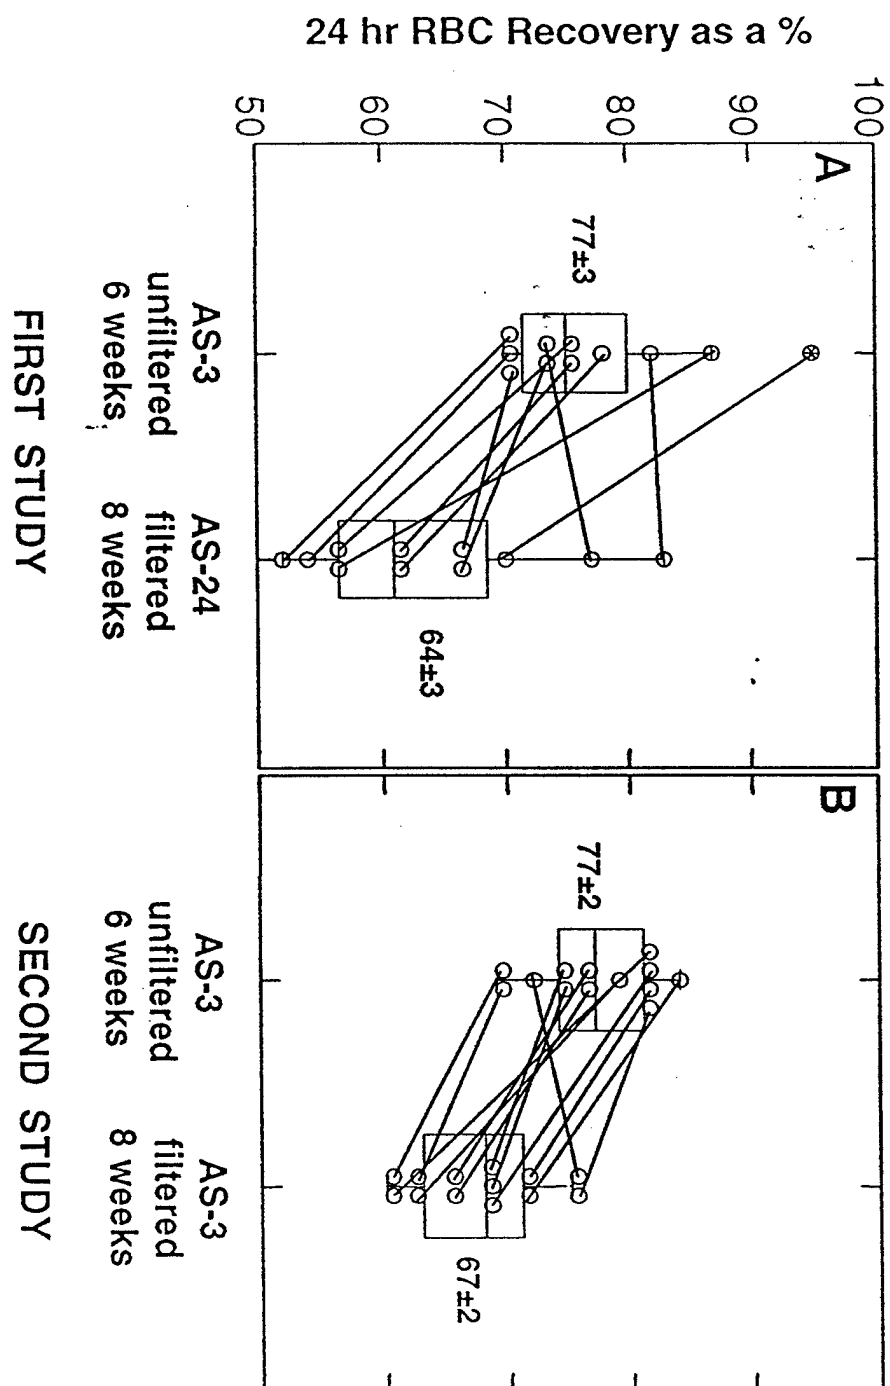 24 hr RBC Recovery as a %
100
90
80
70
60
50
A
77±3
64±3
AS-3
unfiltered
6 weeks
AS-24
filtered
8 weeks
FIRST STUDY
B
77±2
67±2
AS-3
unfiltered
6 weeks
AS-3
filtered
8 weeks
SECOND STUDY